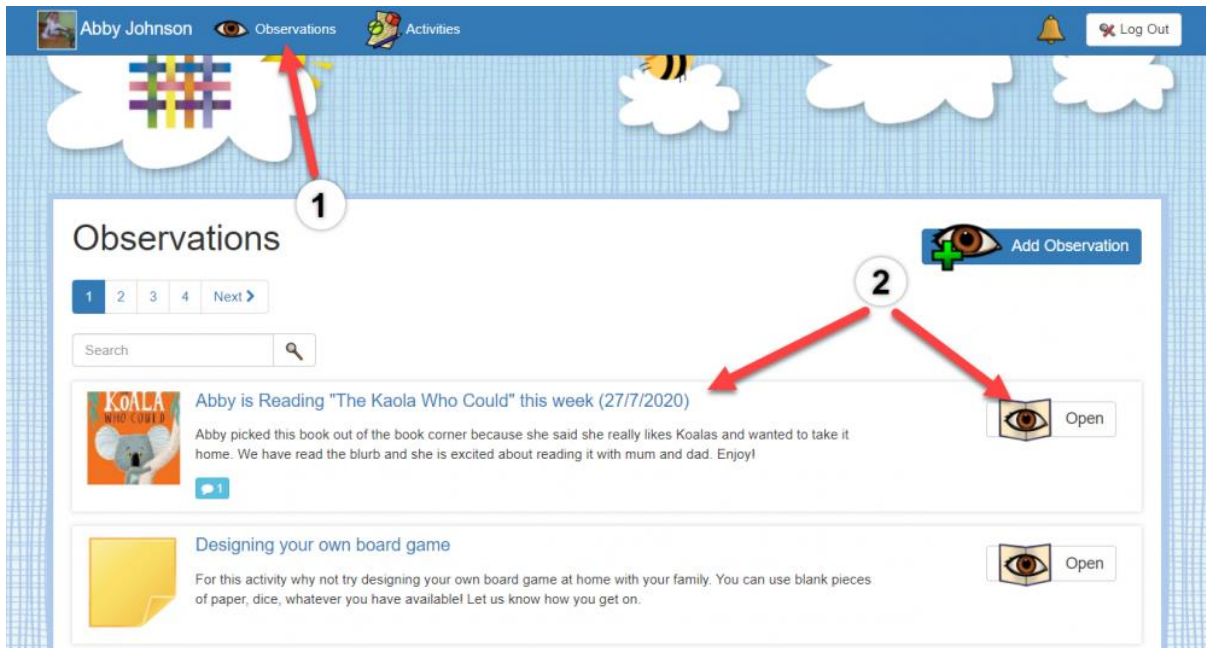 Abby Johnson
Observations
Activities
Log Out
1
Observations
Add Observation
2
1 2 3 4 Next
Search
KOALA
WHO COULD
Abby is Reading "The Kaola Who Could" this week (27/7/2020)
Abby picked this book out of the book corner because she said she really likes Koalas and wanted to take it
home. We have read the blurb and she is excited about reading it with mum and dad. Enjoy!
1
Open
Designing your own board game
For this activity why not try designing your own board game at home with your family. You can use blank pieces
of paper, dice, whatever you have available! Let us know how you get on.
Open